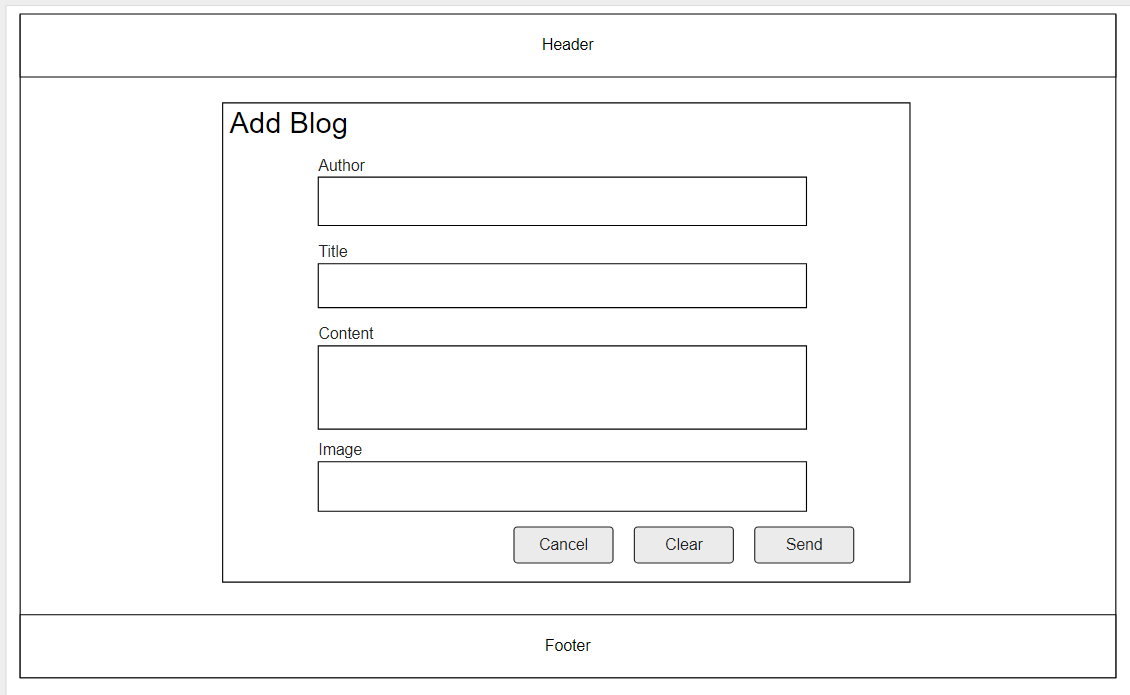 Header
Add Blog
Author
Title
Content
Image
Cancel Clear Send
Footer